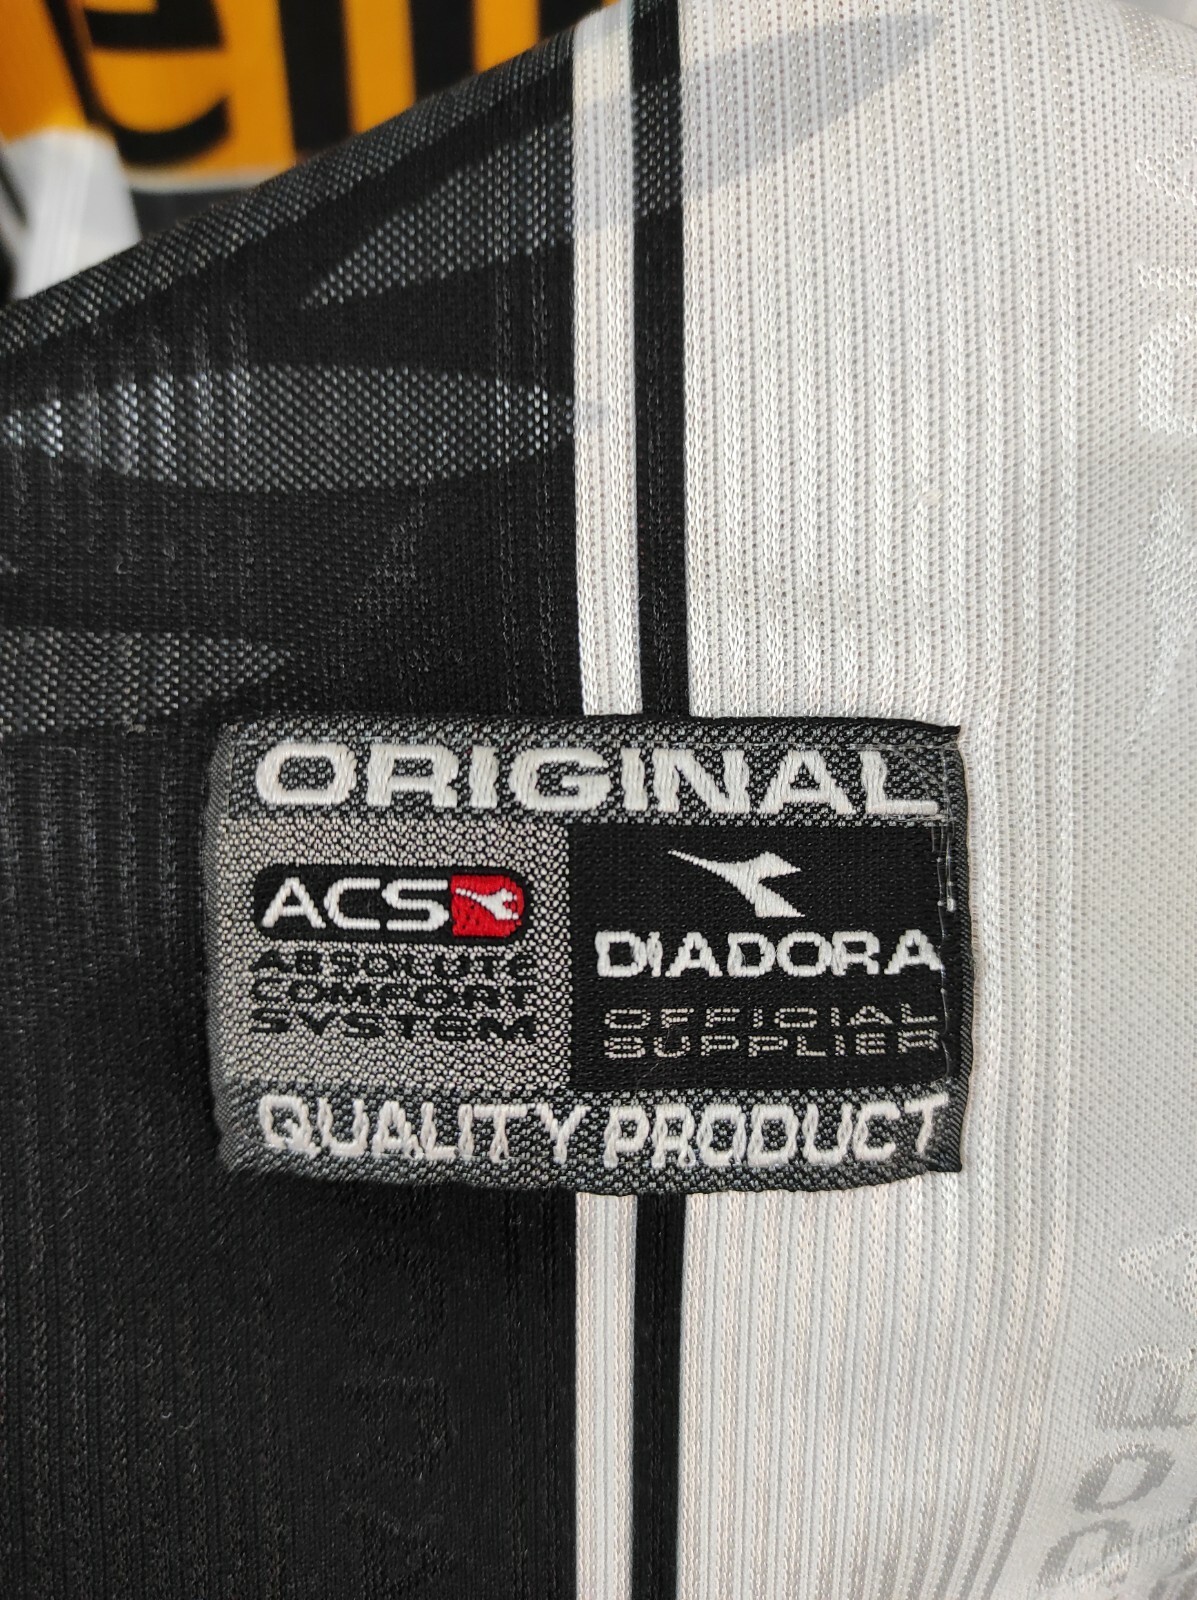 ORIGINAL
ACS
ABSOLUTE
COMFORT
SYSTEM
DIADORA
OFFICIAL
SUPPLIER
QUALITY PRODUCT